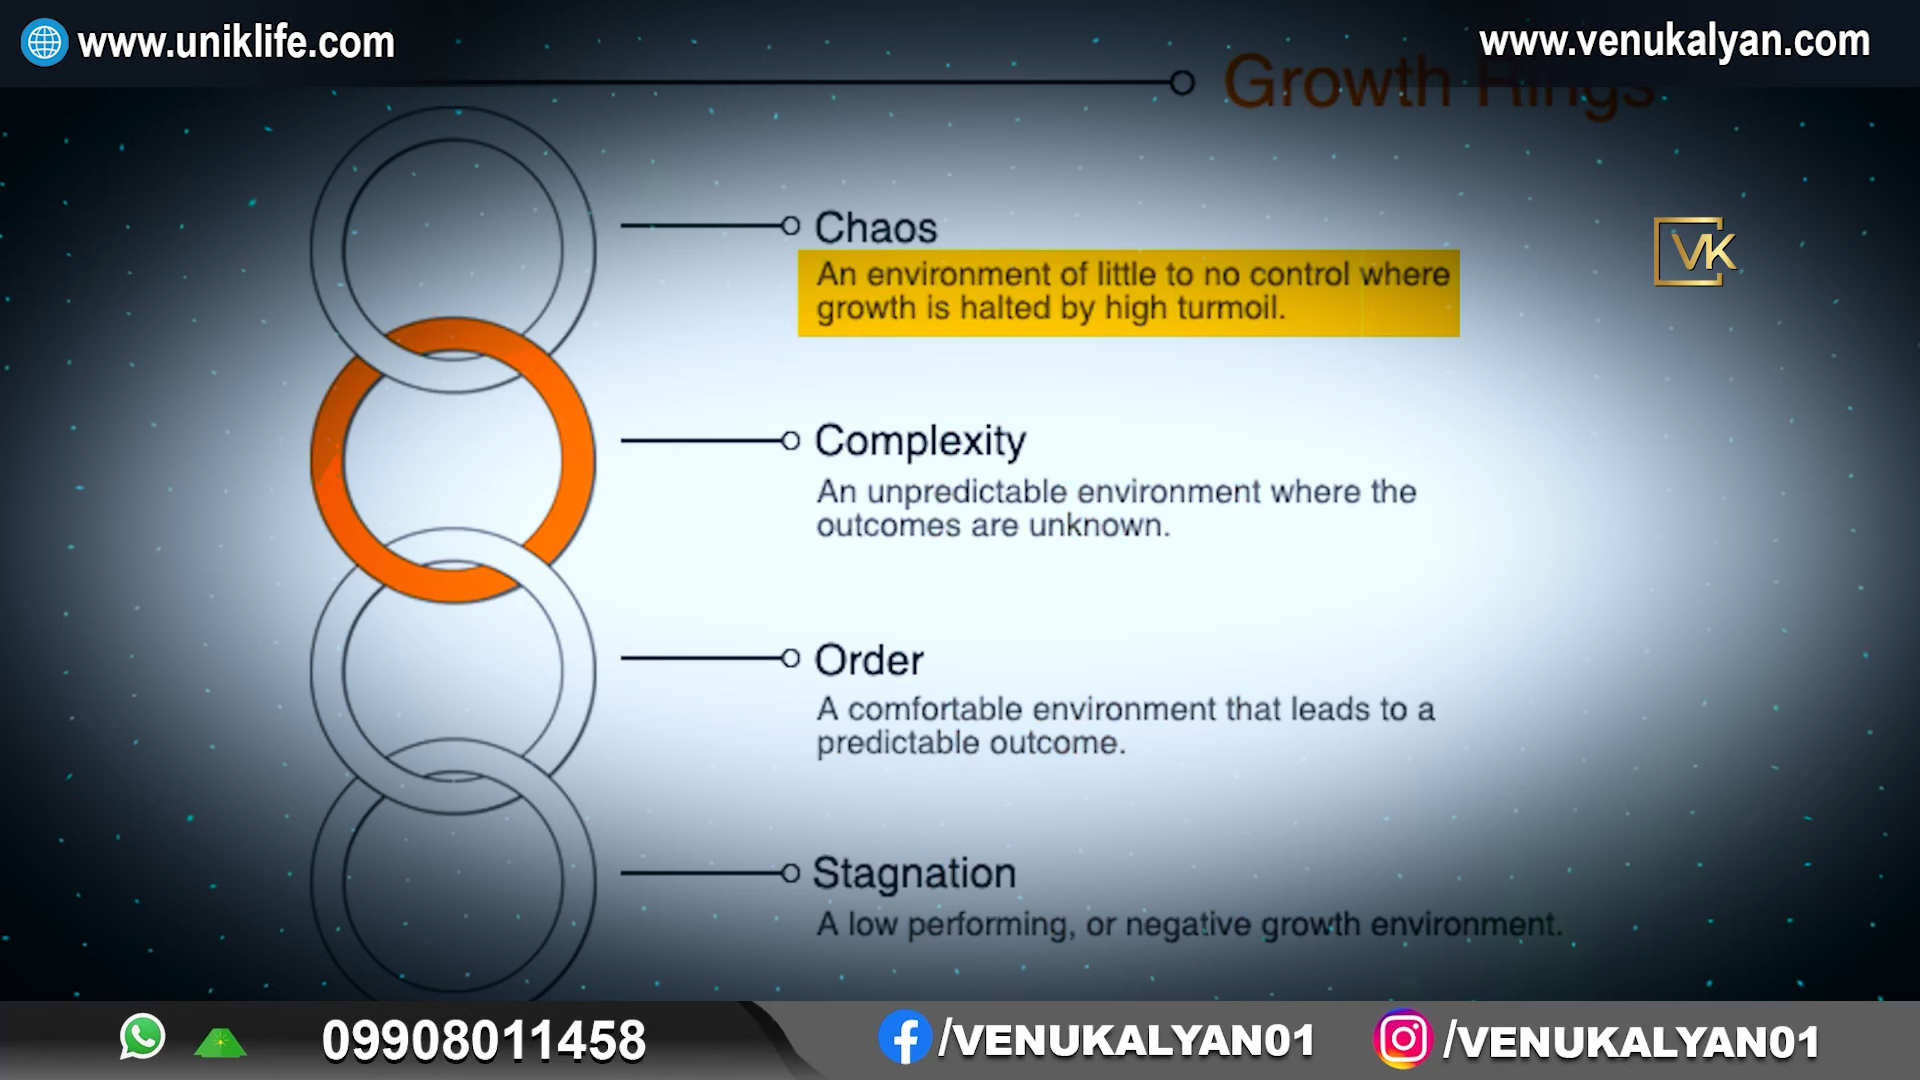 www.uniklife.com
www.venukalyan.com
Growth Rings
Chaos
An environment of little to no control where
growth is halted by high turmoil.
VK
Complexity
An unpredictable environment where the
outcomes are unknown.
Order
A comfortable environment that leads to a
predictable outcome.
Stagnation
A low performing, or negative growth environment.
09908011458
/VENUKALYAN01
/VENUKALYAN01